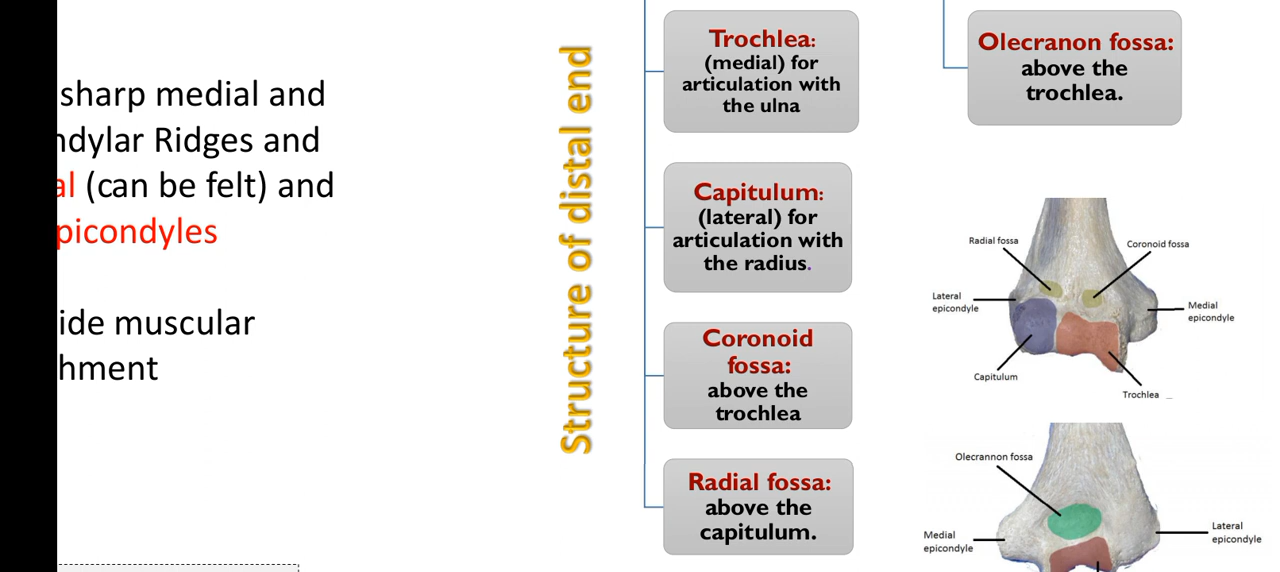 sharp medial and
ndylar Ridges and
al (can be felt) and
picondyles
ide muscular
hment
Structure of distal end
Trochlea:
(medial) for
articulation with
the ulna
Capitulum:
(lateral) for
articulation with
the radius.
Coronoid
fossa:
above the
trochlea
Radial fossa:
above the
capitulum.
Olecranon fossa:
above the
trochlea.
Radial fossa
Coronoid fossa
Lateral
epicondyle
Medial
epicondyle
Capitulum
Trochlea
Olecrannon fossa
Medial
epicondyle
Lateral
epicondyle